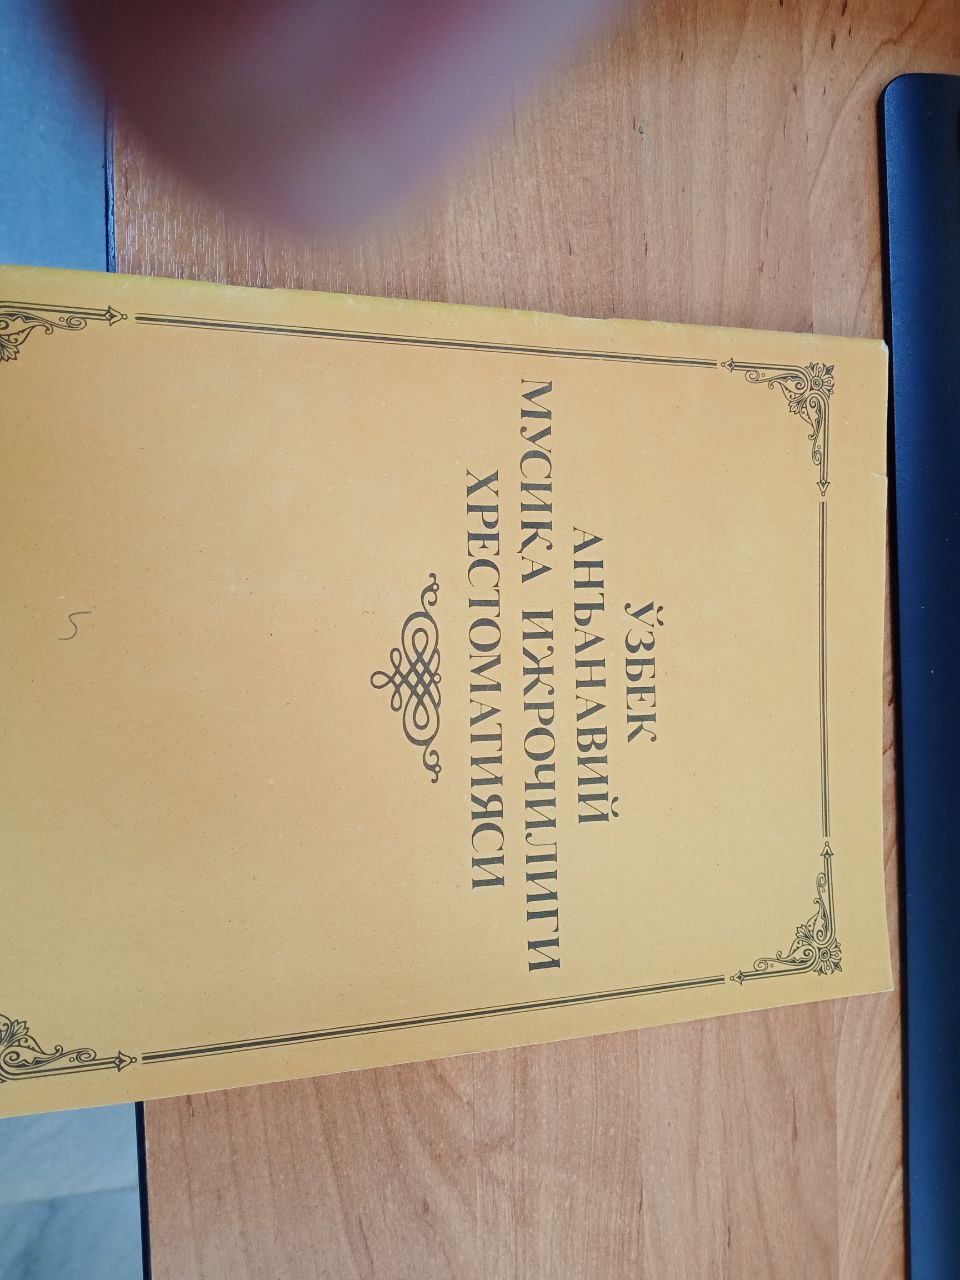 ЎЗБЕК
АНЪАНАВИЙ
МУСИҚА ИЖРОЧИЛИГИ
ХРЕСТОМАТИЯСИ